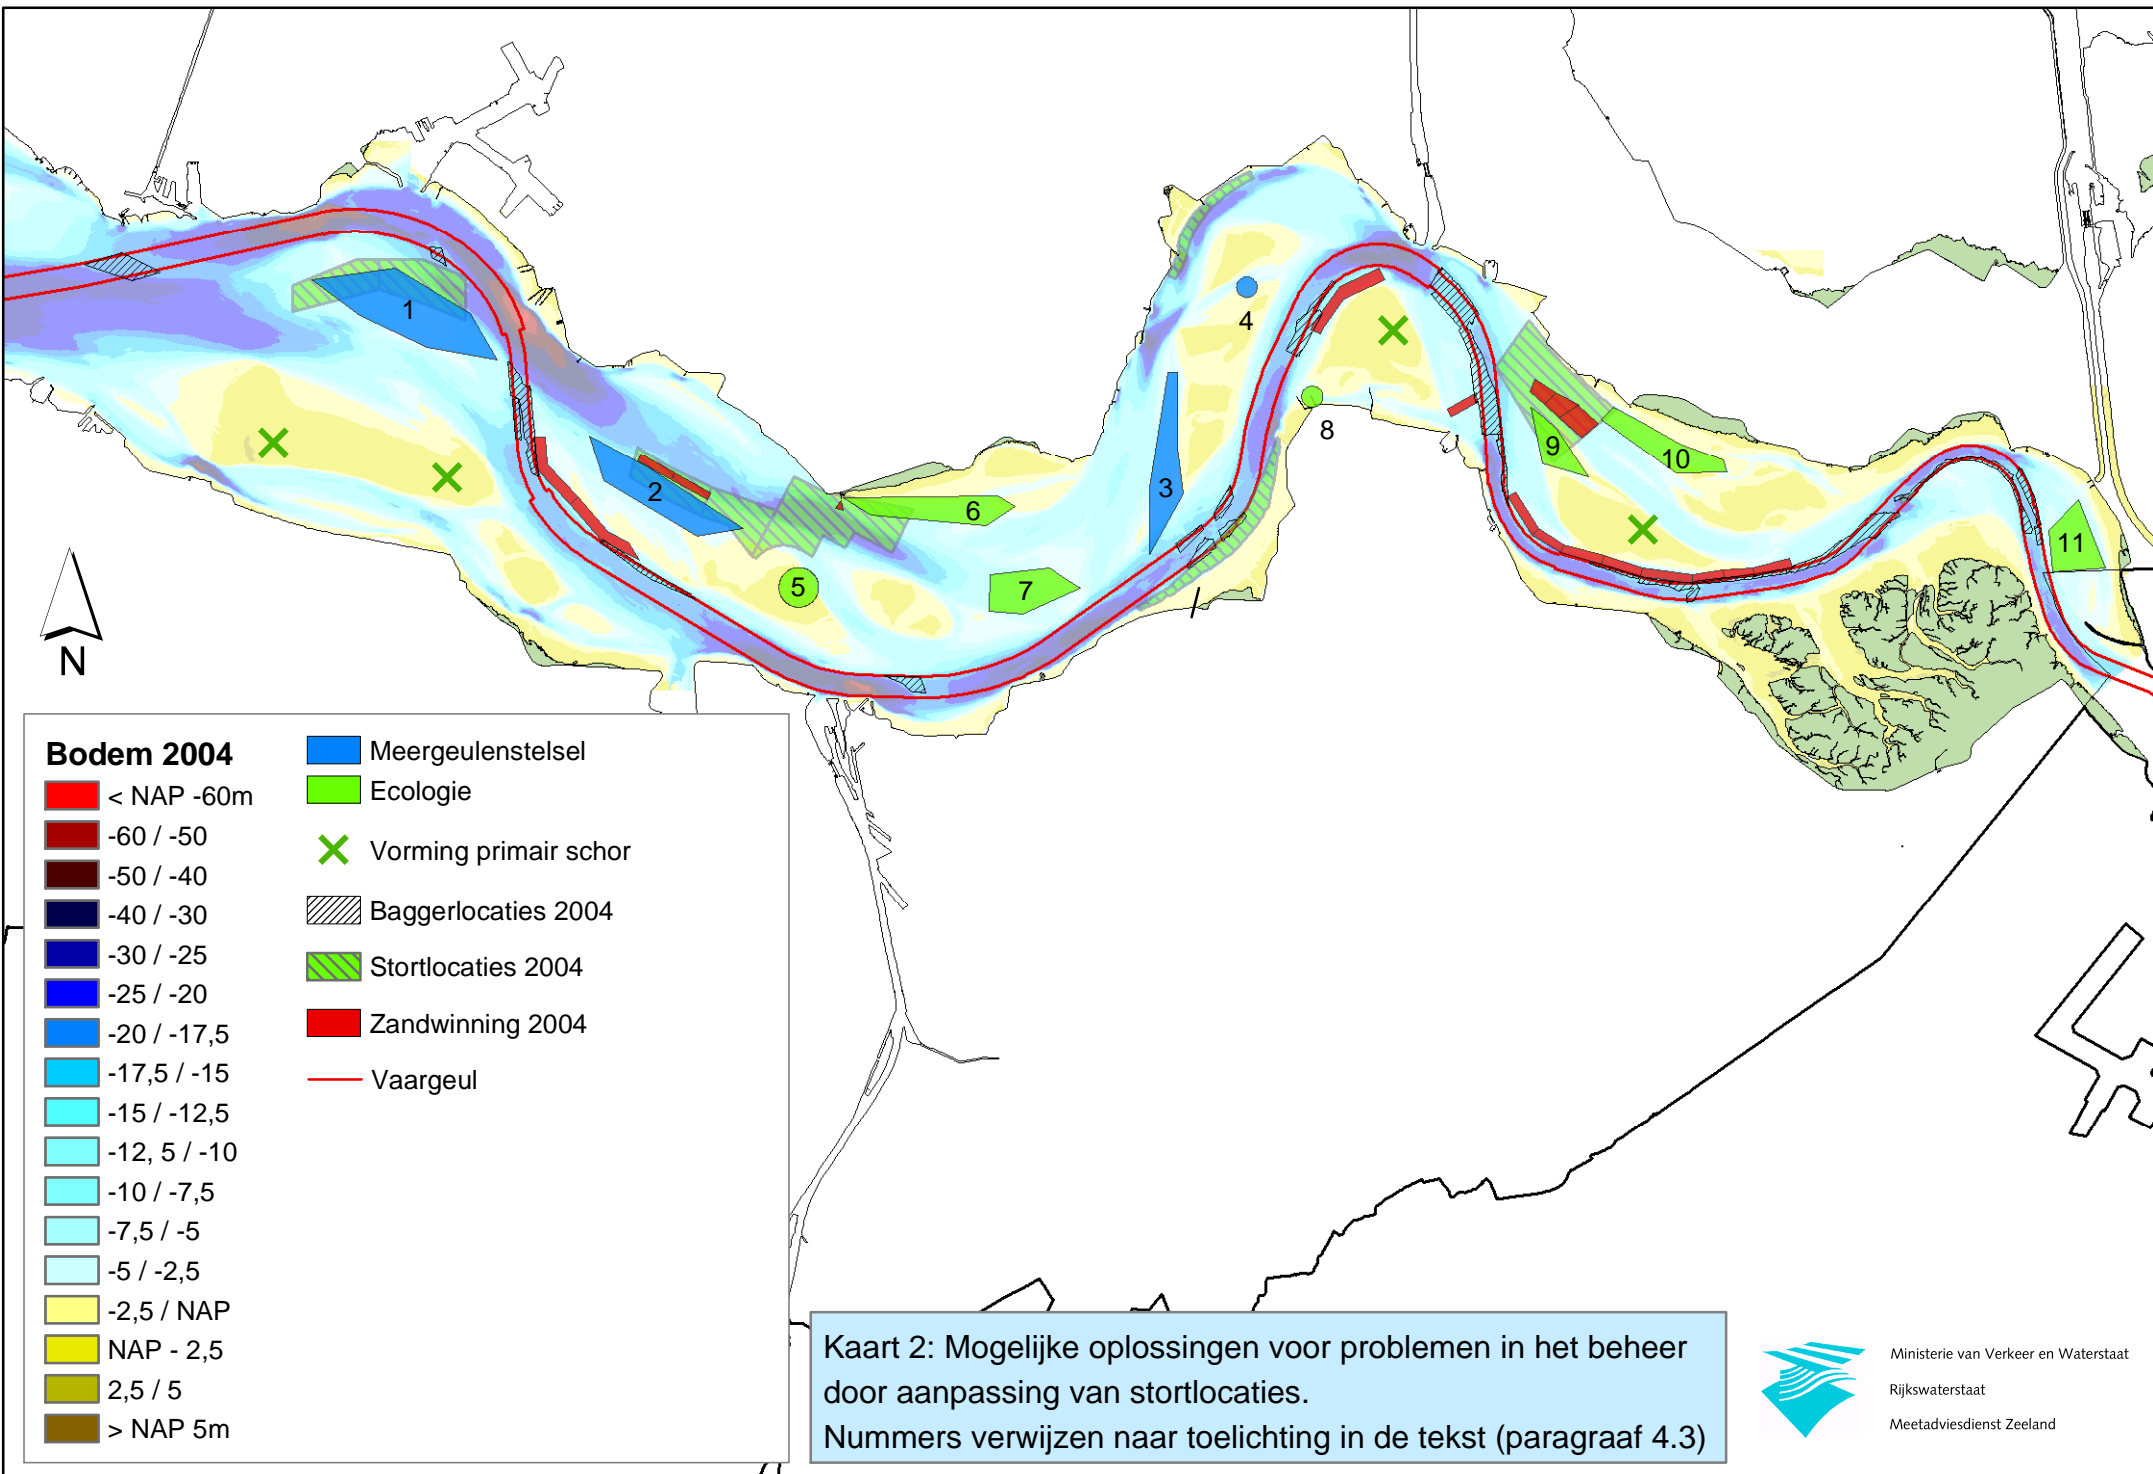 1
2
3
4
5
6
7
8
9
10
11
N
Bodem 2004
< NAP -60m
-60 / -50
-50 / -40
-40 / -30
-30 / -25
-25 / -20
-20 / -17,5
-17,5 / -15
-15 / -12,5
-12, 5 / -10
-10 / -7,5
-7,5 / -5
-5 / -2,5
-2,5 / NAP
NAP - 2,5
2,5 / 5
> NAP 5m
Meergeulenstelsel
Ecologie
Vorming primair schor
Baggerlocaties 2004
Stortlocaties 2004
Zandwinning 2004
Vaargeul
Kaart 2: Mogelijke oplossingen voor problemen in het beheer
door aanpassing van stortlocaties.
Nummers verwijzen naar toelichting in de tekst (paragraaf 4.3)
Ministerie van Verkeer en Waterstaat
Rijkswaterstaat
Meetadviesdienst Zeeland